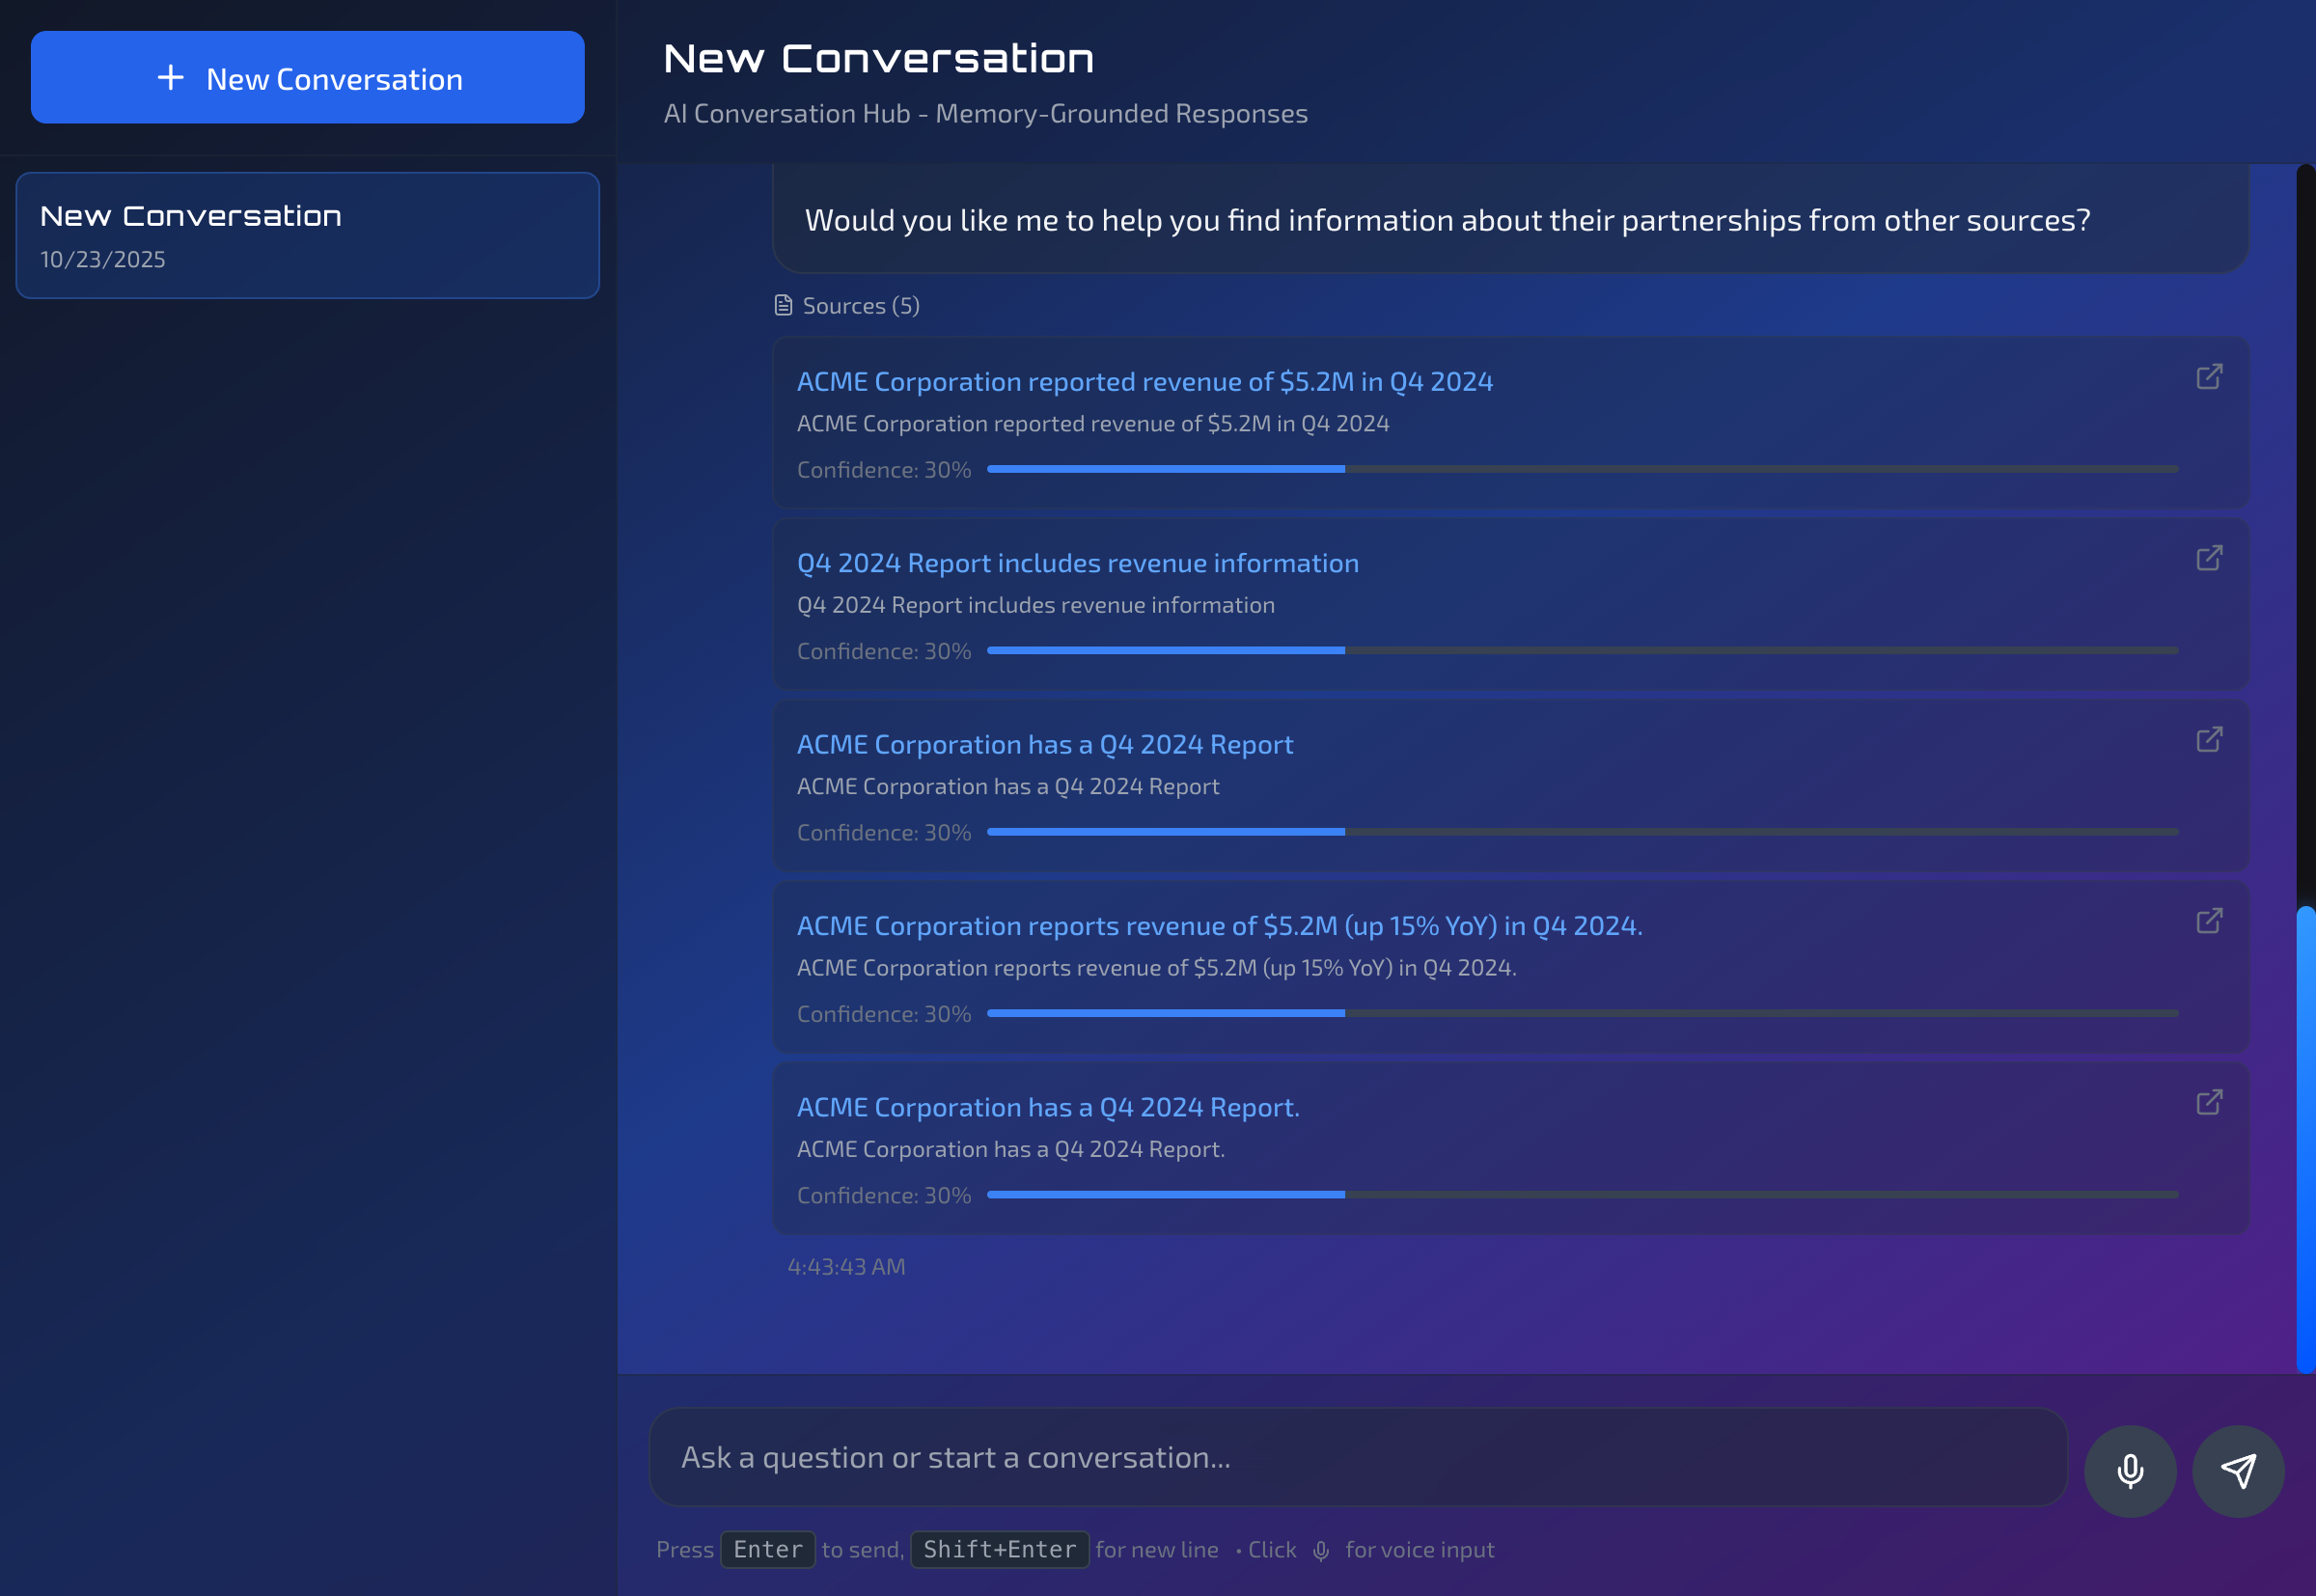 New Conversation
New Conversation
10/23/2025
New Conversation
AI Conversation Hub - Memory-Grounded Responses
Would you like me to help you find information about their partnerships from other sources?
Sources (5)
ACME Corporation reported revenue of $5.2M in Q4 2024
ACME Corporation reported revenue of $5.2M in Q4 2024
Confidence: 30%
Q4 2024 Report includes revenue information
Q4 2024 Report includes revenue information
Confidence: 30%
ACME Corporation has a Q4 2024 Report
ACME Corporation has a Q4 2024 Report
Confidence: 30%
ACME Corporation reports revenue of $5.2M (up 15% YoY) in Q4 2024.
ACME Corporation reports revenue of $5.2M (up 15% YoY) in Q4 2024.
Confidence: 30%
ACME Corporation has a Q4 2024 Report.
ACME Corporation has a Q4 2024 Report.
Confidence: 30%
4:43:43 AM
Ask a question or start a conversation...
Press Enter to send, Shift+Enter for new line • Click for voice input